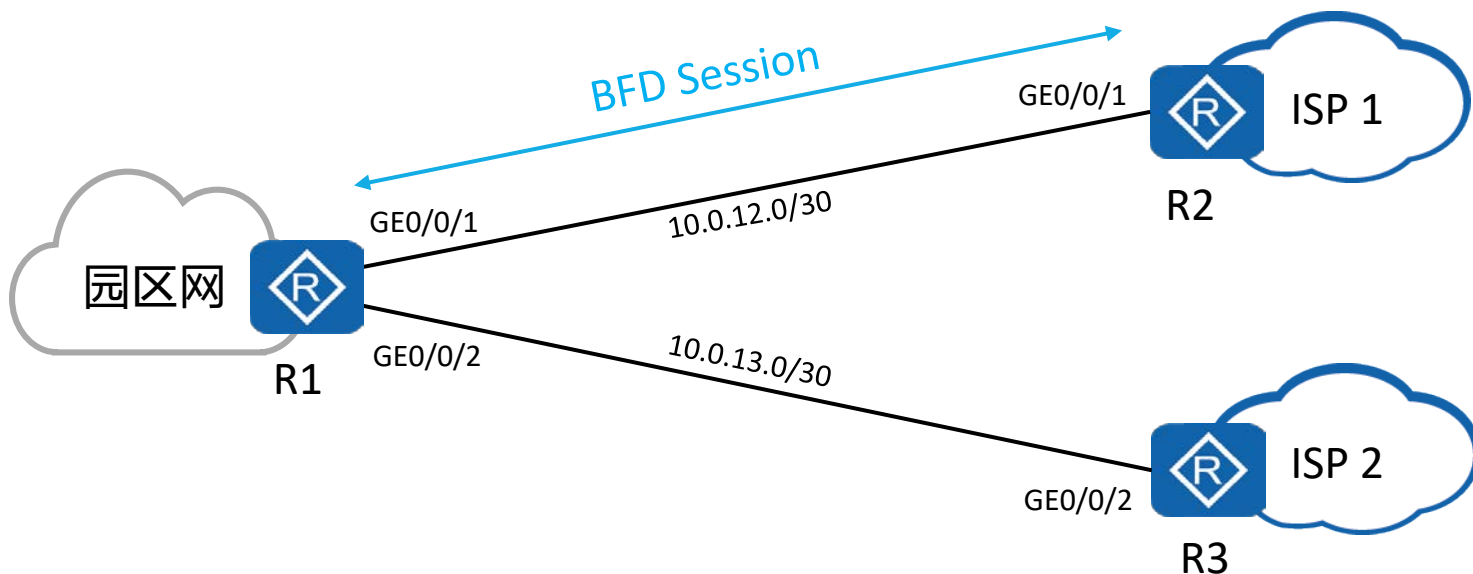 BFD Session
GE0/0/1
R
ISP 1
R2
10.0.12.0/30
GE0/0/1
园区网
R
GE0/0/2
R1
10.0.13.0/30
R
ISP 2
GE0/0/2
R3